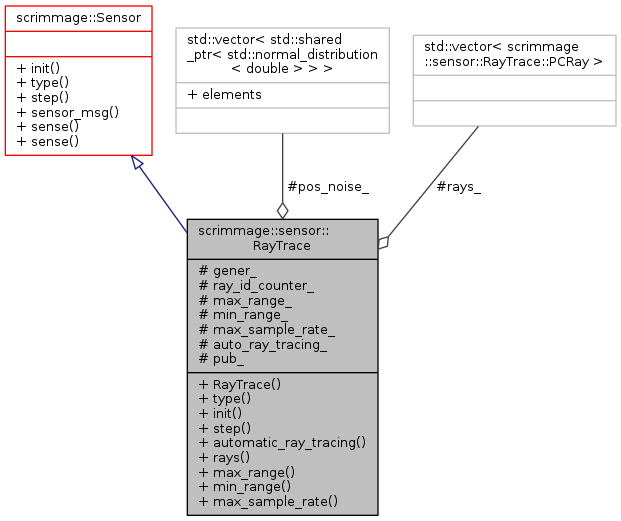 scrimmage::Sensor
+ init()
+ type()
+ step()
+ sensor_msg()
+ sense()
+ sense()
std::vector< std::shared
_ptr< std::normal_distribution
< double > > >
+ elements
std::vector< scrimmage
::sensor::RayTrace::PCRay >
#pos_noise_
#rays_
scrimmage::sensor::
RayTrace
# gener_
# ray_id_counter_
# max_range_
# min_range_
# max_sample_rate_
# auto_ray_tracing_
# pub_
+ RayTrace()
+ type()
+ init()
+ step()
+ automatic_ray_tracing()
+ rays()
+ max_range()
+ min_range()
+ max_sample_rate()